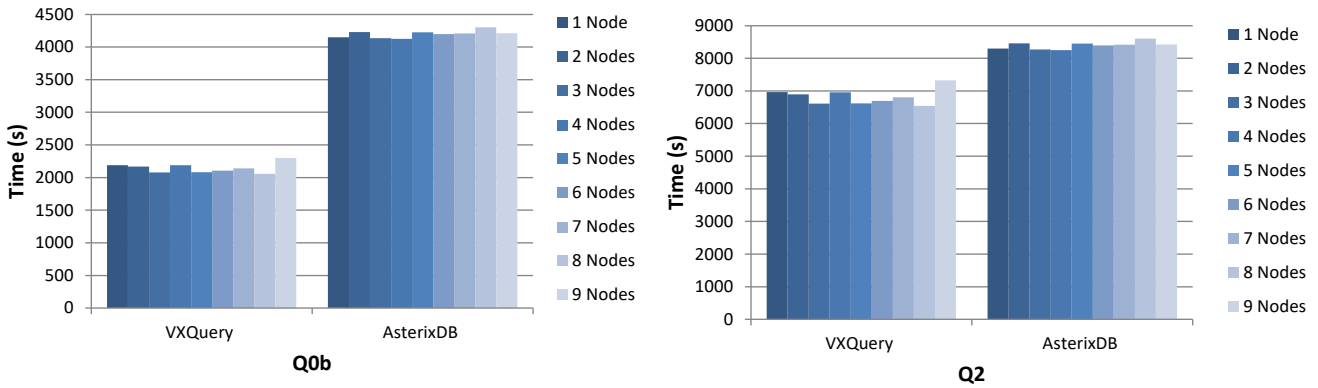 Time (s)
4500
4000
3500
3000
2500
2000
1500
1000
500
0
VXQuery
AsterixDB
Q0b
1 Node
2 Nodes
3 Nodes
4 Nodes
5 Nodes
6 Nodes
7 Nodes
8 Nodes
9 Nodes
Time (s)
9000
8000
7000
6000
5000
4000
3000
2000
1000
0
VXQuery
AsterixDB
Q2
1 Node
2 Nodes
3 Nodes
4 Nodes
5 Nodes
6 Nodes
7 Nodes
8 Nodes
9 Nodes